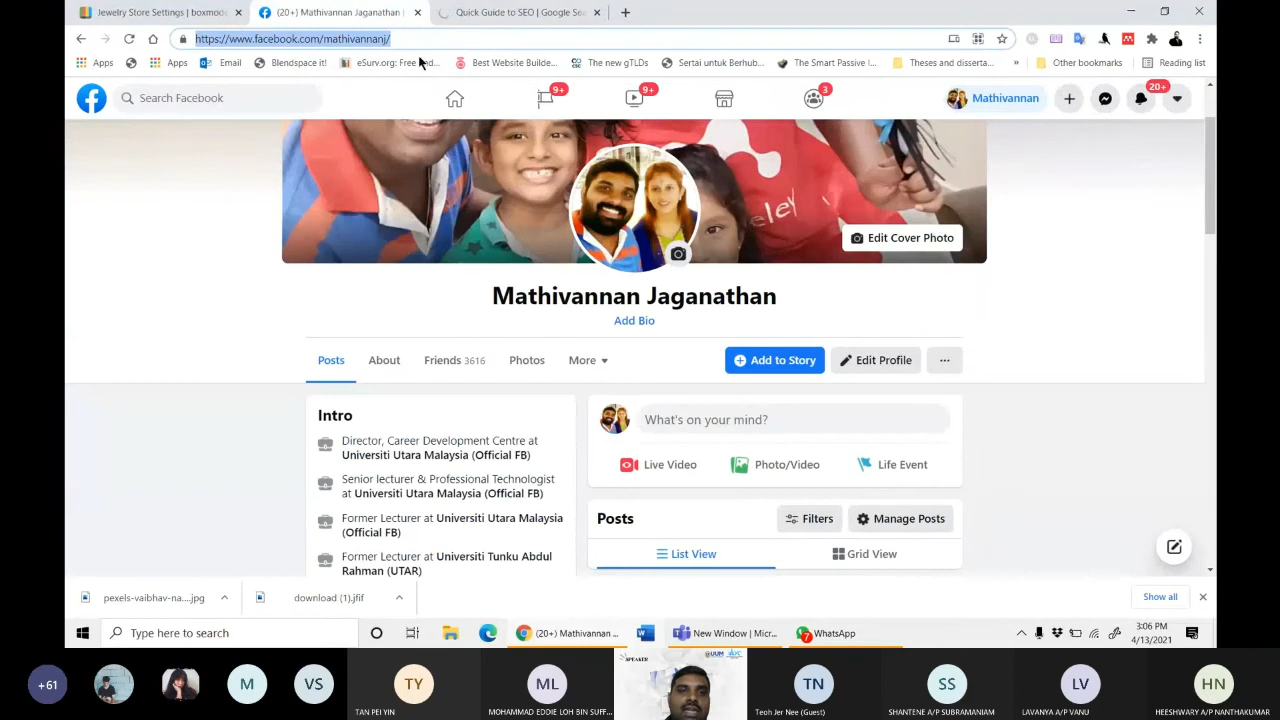 Jewelry Store Settings | boxmod
(20+) Mathivannan Jaganathan |
Quick Guide to SEO | Google Sea
https://www.facebook.com/mathivannanj/
Apps
Apps
Email
Blendspace it!
eSurv.org: Free
Best Website Builde...
The new gTLDs
Sertai untuk Berhub...
The Smart Passive I...
Theses and disserta...
»
Other bookmarks
Reading list
Search Facebook
9+
9+
3
Mathivannan
20+
Edit Cover Photo
Mathivannan Jaganathan
Add Bio
Posts
About
Friends 3616
Photos
More
Add to Story
Edit Profile
...
Intro
Director, Career Development Centre at
Universiti Utara Malaysia (Official FB)
Senior lecturer & Professional Technologist
at Universiti Utara Malaysia (Official FB)
Former Lecturer at Universiti Utara Malaysia
(Official FB)
Former Lecturer at Universiti Tunku Abdul
Rahman (UTAR)
What's on your mind?
Live Video
Photo/Video
Life Event
Posts
Filters
Manage Posts
List View
Grid View
pexels-vaibhav-na....jpg
download (1).jfif
Show all
Type here to search
(20+) Mathivannan ...
New Window | Micr...
7
WhatsApp
3:06 PM
4/13/2021
+61
M
VS
TY
TAN PEI YIN
ML
MOHAMMAD EDDIE LOH BIN SUFF...
SPEAKER
UUM
TN
Teoh Jer Nee (Guest)
SS
SHANTENE A/P SUBRAMANIAM
LV
LAVANYA A/P VANU
HN
HEESHWARY A/P NANTHAKUMAR